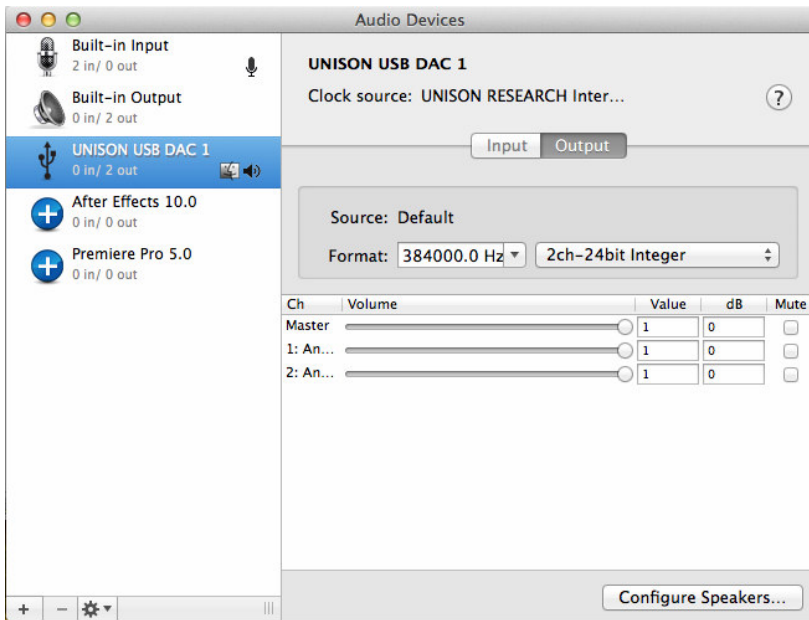 Audio Devices
Built-in Input
2 in/ 0 out
Built-in Output
0 in/ 2 out
UNISON USB DAC 1
0 in/ 2 out
After Effects 10.0
0 in/ 0 out
Premiere Pro 5.0
0 in/ 0 out
UNISON USB DAC 1
Clock source: UNISON RESEARCH Inter...
?
Input Output
Source: Default
Format: 384000.0 Hz 2ch-24bit Integer
Ch Volume Value dB Mute
Master 1 0
1: An... 1 0
2: An... 1 0
Configure Speakers...